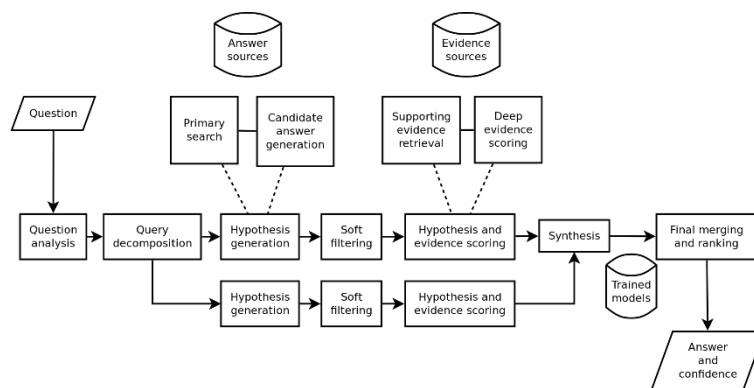 Answer
sources
Evidence
sources
Question
Primary
search
Candidate
answer
generation
Supporting
evidence
retrieval
Deep
evidence
scoring
Question
analysis
Query
decomposition
Hypothesis
generation
Soft
filtering
Hypothesis and
evidence scoring
Synthesis
Final merging
and ranking
Trained
models
Hypothesis
generation
Soft
filtering
Hypothesis and
evidence scoring
Answer
and
confidence